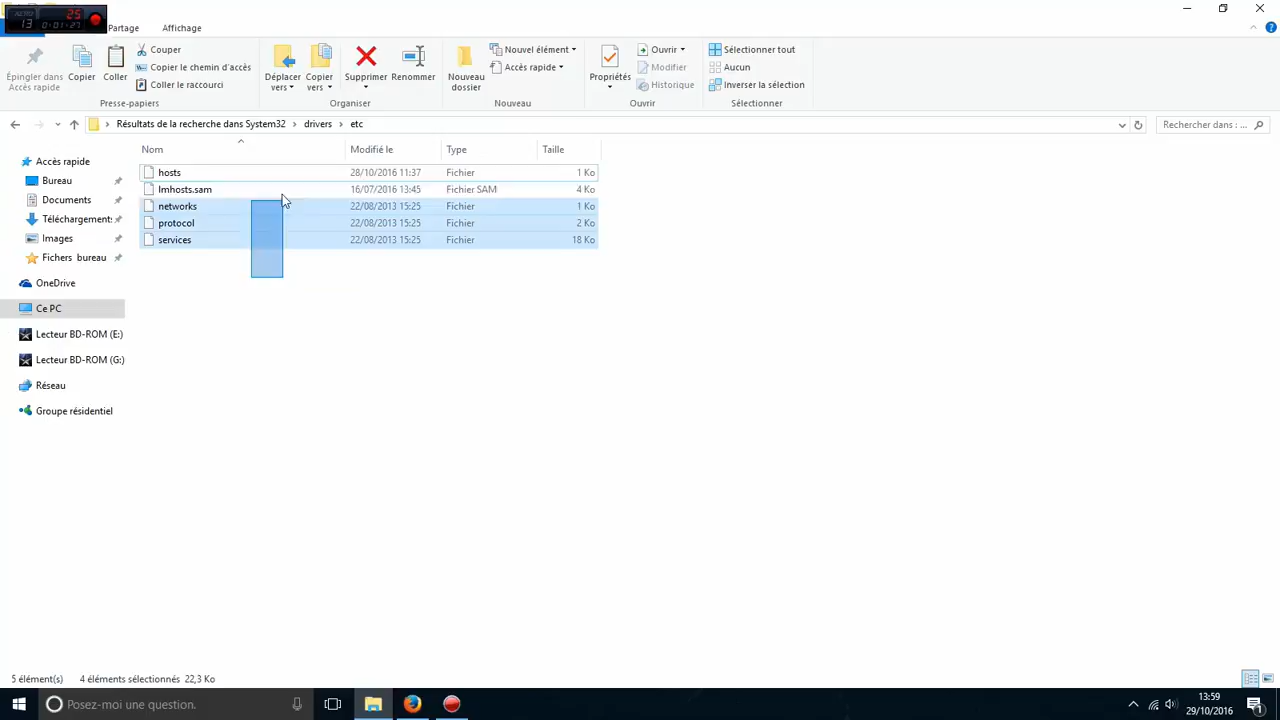 25
13
0:01:27
Partage
Affichage
Épingler dans
Accès rapide
Copier
Coller
Couper
Copier le chemin d'accès
Coller le raccourci
Presse-papiers
Déplacer
vers
Copier
vers
Supprimer
Renommer
Organiser
Nouveau
dossier
Nouvel élément
Accès rapide
Nouveau
Propriétés
Ouvrir
Modifier
Historique
Ouvrir
Sélectionner tout
Aucun
Inverser la sélection
Sélectionner
Résultats de la recherche dans System32 > drivers > etc
Rechercher dans : ...
Nom Modifié le Type Taille
hosts 28/10/2016 11:37 Fichier 1 Ko
lmhosts.sam 16/07/2016 13:45 Fichier SAM 4 Ko
networks 22/08/2013 15:25 Fichier 1 Ko
protocol 22/08/2013 15:25 Fichier 2 Ko
services 22/08/2013 15:25 Fichier 18 Ko
Accès rapide
Bureau
Documents
Téléchargement:
Images
Fichiers bureau
OneDrive
Ce PC
Lecteur BD-ROM (E:)
Lecteur BD-ROM (G:)
Réseau
Groupe résidentiel
5 élément(s) 4 éléments sélectionnés 22,3 Ko
Posez-moi une question.
13:59
29/10/2016